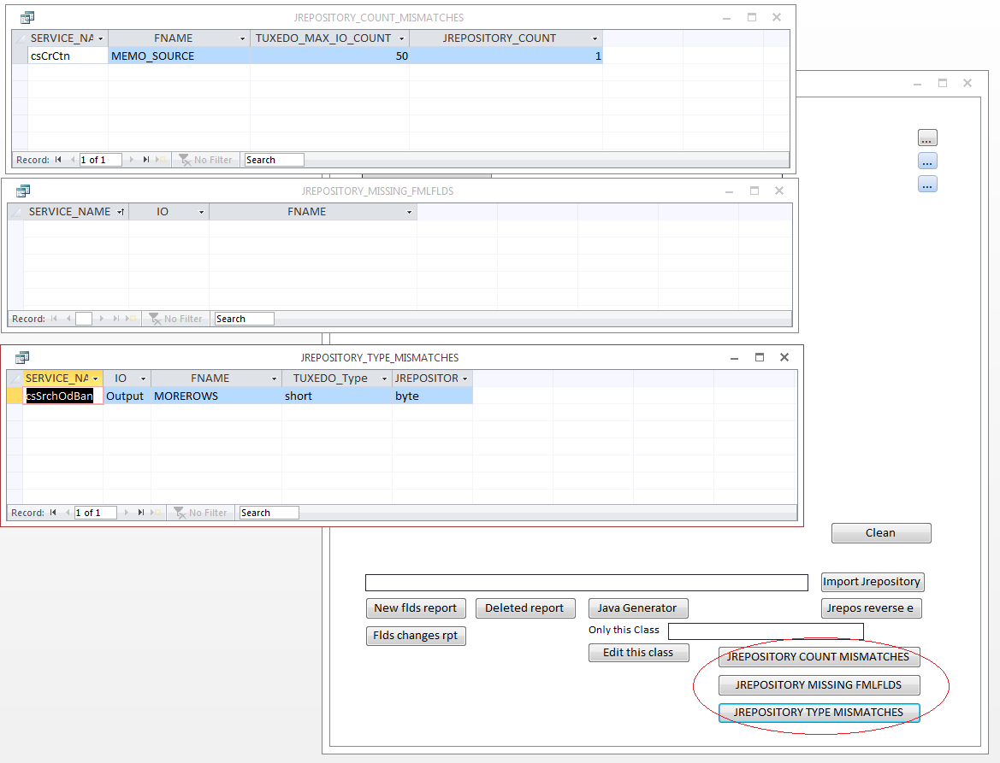 JREPOSITORY_COUNT_MISMATCHES
SERVICE_NA FNAME TUXEDO_MAX_IO_COUNT JREPOSITORY_COUNT
csCrCtn MEMO_SOURCE 50 1
Record: 1 of 1 No Filter Search
...
...
...
JREPOSITORY_MISSING_FMLFLDS
SERVICE_NAME IO FNAME
Record: No Filter Search
JREPOSITORY_TYPE_MISMATCHES
SERVICE_NA IO FNAME TUXEDO_Type JREPOSITOR
csSrchOdBan Output MOREROWS short byte
Record: 1 of 1 No Filter Search
Clean
Import Jrepository
New flds report Deleted report Java Generator Jrepos reverse e
Flds changes rpt Only this Class
Edit this class
JREPOSITORY COUNT MISMATCHES
JREPOSITORY MISSING FMLFLDS
JREPOSITORY TYPE MISMATCHES